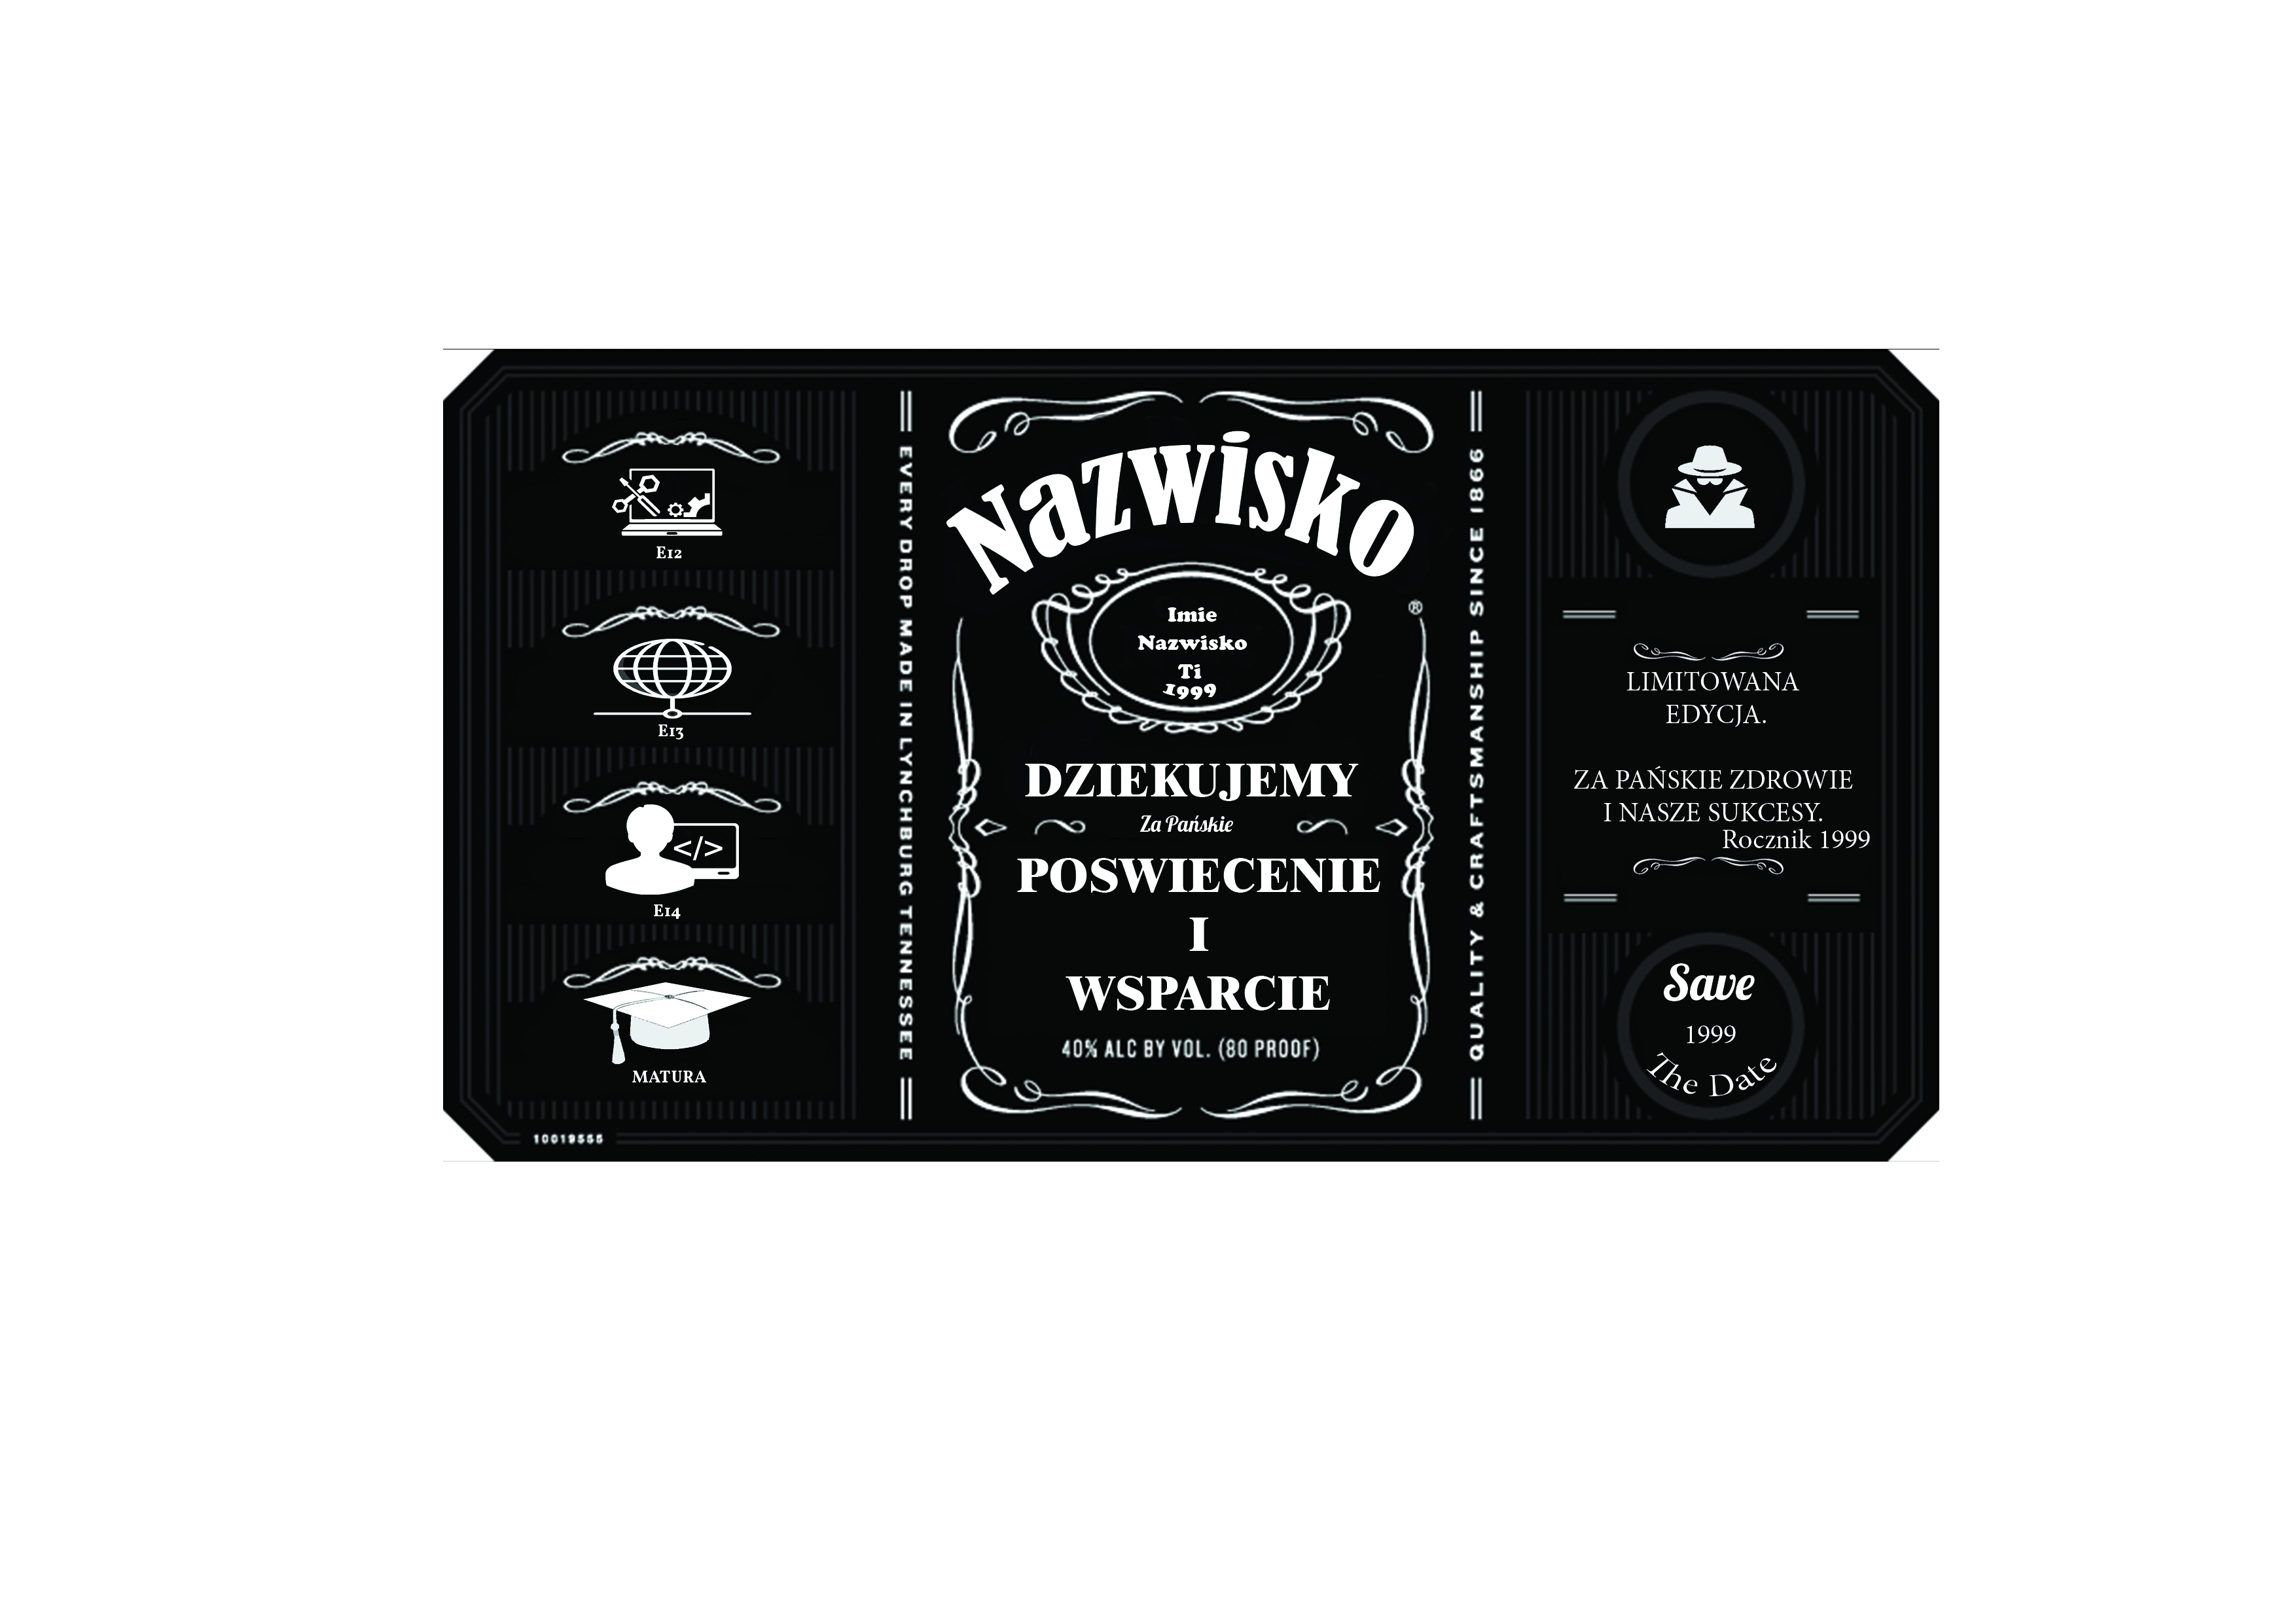 E12
E13
</>
E14
MATURA
10019555
EVERY DROP MADE IN LYNCHBURG TENNESSEE
Nazwisko
®
Imie
Nazwisko
Ti
1999
DZIEKUJEMY
Za Pańskie
POSWIECENIE
I
WSPARCIE
40% ALC BY VOL. (80 PROOF)
QUALITY & CRAFTSMANSHIP SINCE 1866
LIMITOWANA
EDYCJA.
ZA PAŃSKIE ZDROWIE
I NASZE SUKCESY.
Rocznik 1999
Save
1999
The Date